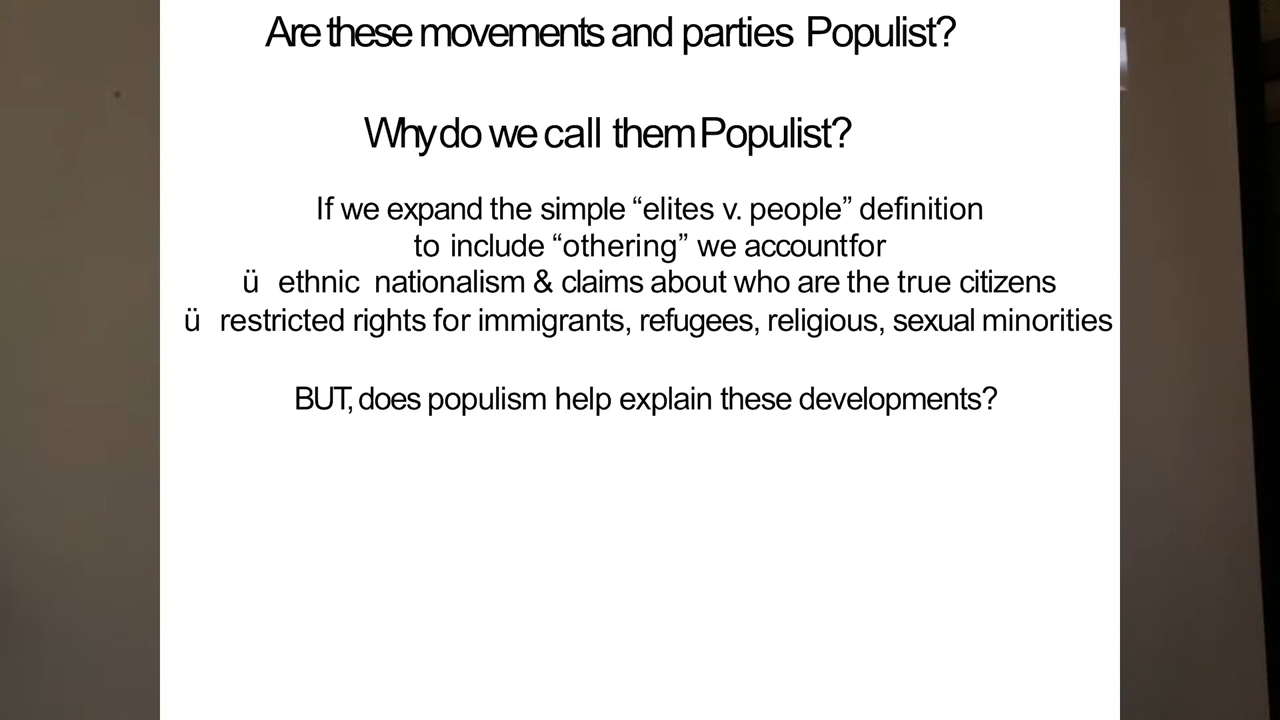 Are these movements and parties Populist?
Why do we call them Populist?
If we expand the simple “elites v. people” definition
to include “othering” we accountfor
ü ethnic nationalism & claims about who are the true citizens
ü restricted rights for immigrants, refugees, religious, sexual minorities
BUT, does populism help explain these developments?